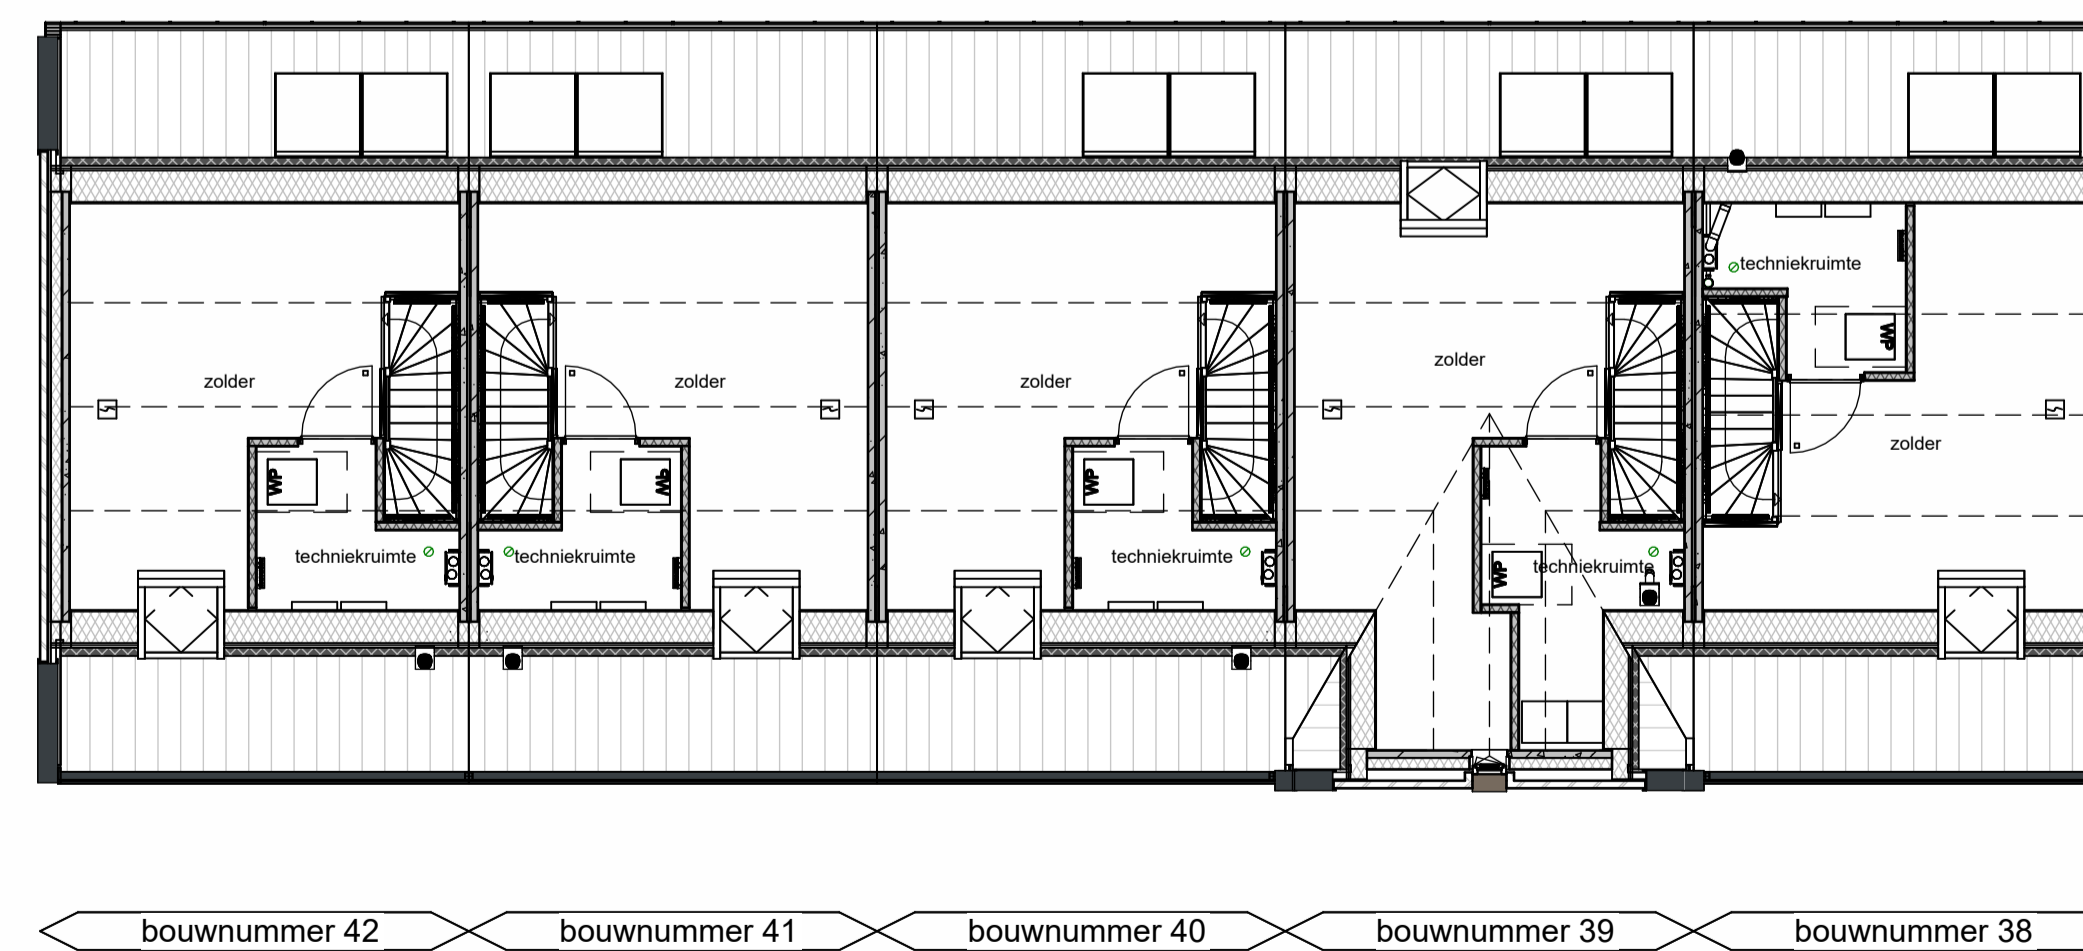 techniekruimte
WP
zolder
zolder
zolder
zolder
zolder
WP
WP
WP
techniekruimte
techniekruimte
techniekruimte
WP
techniekruimte
bouwnummer 42
bouwnummer 41
bouwnummer 40
bouwnummer 39
bouwnummer 38